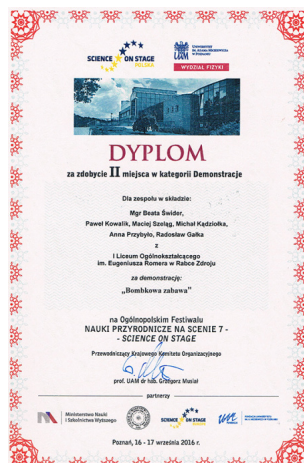 SCIENCE ON STAGE
POLSKA
UNIWERSYTET
IM. ADAMA MICKIEWICZA
W POZNANIU
UAM
WYDZIAŁ FIZYKI
DYPLOM
za zdobycie II miejsca w kategorii Demonstracje
Dla zespołu w składzie:
Mgr Beata Świder,
Paweł Kowalik, Maciej Szeląg, Michał Kądziołka,
Anna Przybyło, Radosław Gałka
z
I Liceum Ogólnokształcącego
im. Eugeniusza Romera w Rabce Zdroju
za demonstrację:
„Bombkowa zabawa"
na Ogólnopolskim Festiwalu
NAUKI PRZYRODNICZE NA SCENIE 7 -
- SCIENCE ON STAGE
Przewodniczący Krajowego Komitetu Organizacyjnego
prof. UAM dr hab. Grzegorz Musiał
partnerzy
Ministerstwo Nauki
i Szkolnictwa Wyższego
SCIENCE ON STAGE
Poznań, 16 - 17 września 2016 r.